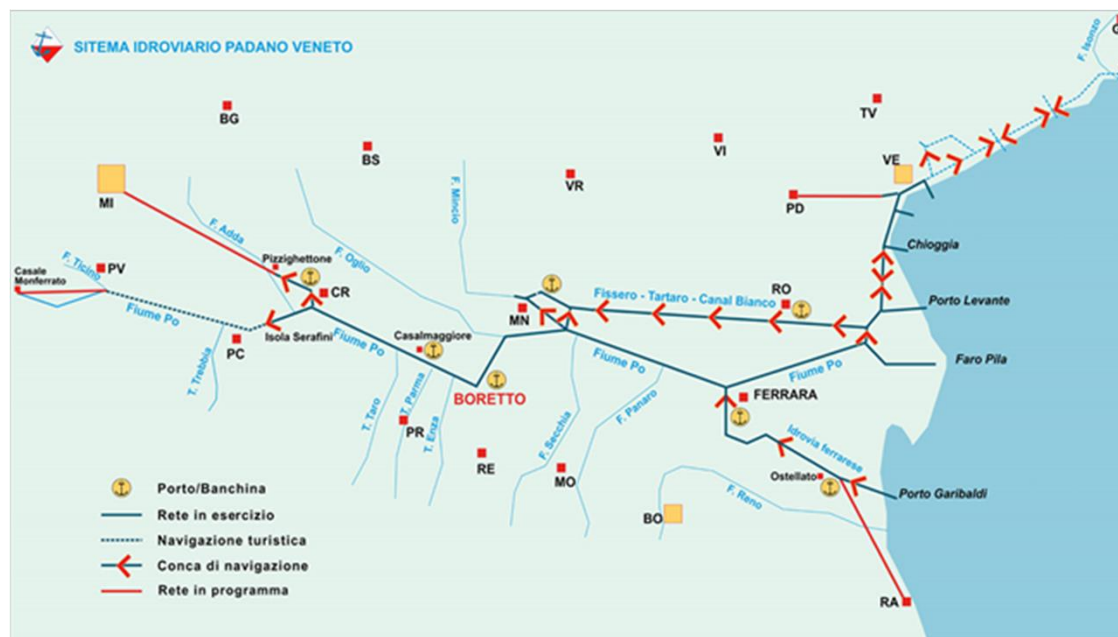 SITEMA IDROVIARIO PADANO VENETO
F. Isonzo
BG
TV
BS
VI
VE
VR
MI
F. Mincio
PD
F. Adda
F. Oglio
Chioggia
Pizzighettone
F. Ticino
PV
Casale
Monferrato
CR
Fissero - Tartaro - Canal Bianco
RO
Porto Levante
MN
Fiume Po
Isola Serafini
Casalmaggiore
PC
Fiume Po
Fiume Po
Fiume Po
Faro Pila
T. Trebbia
BORETTO
FERRARA
T. Taro
T. Parma
T. Enza
PR
F. Secchia
F. Panaro
Idrovia ferrarese
RE
MO
Ostellato
Porto Garibaldi
F. Reno
BO
Porto/Banchina
Rete in esercizio
Navigazione turistica
Conca di navigazione
Rete in programma
RA